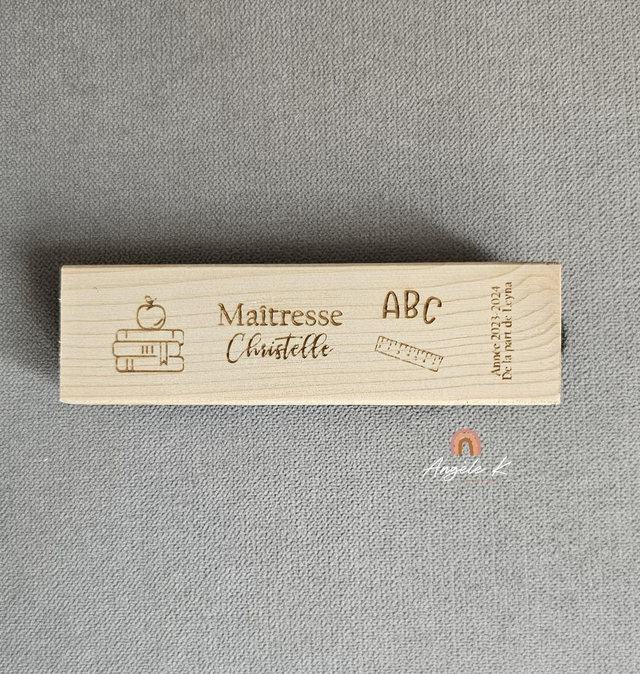 Maîtresse
Christelle
ABC
Année 2023-2024
De la part de Leyna
Angèle K